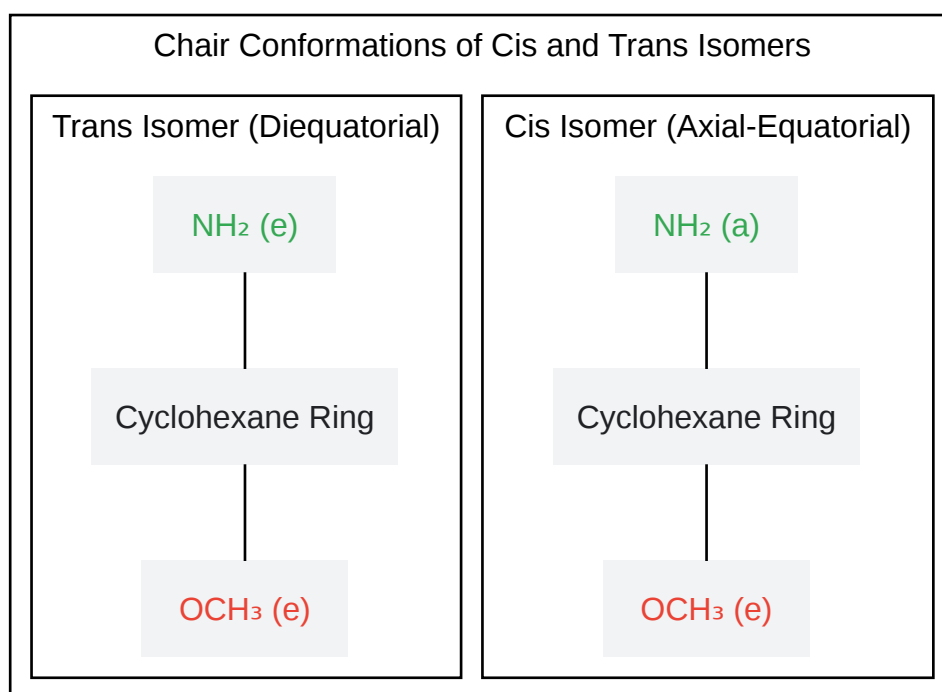 Chair Conformations of Cis and Trans Isomers
Trans Isomer (Diequatorial)
NH₂ (e)
Cyclohexane Ring
OCH₃ (e)
Cis Isomer (Axial-Equatorial)
NH₂ (a)
Cyclohexane Ring
OCH₃ (e)